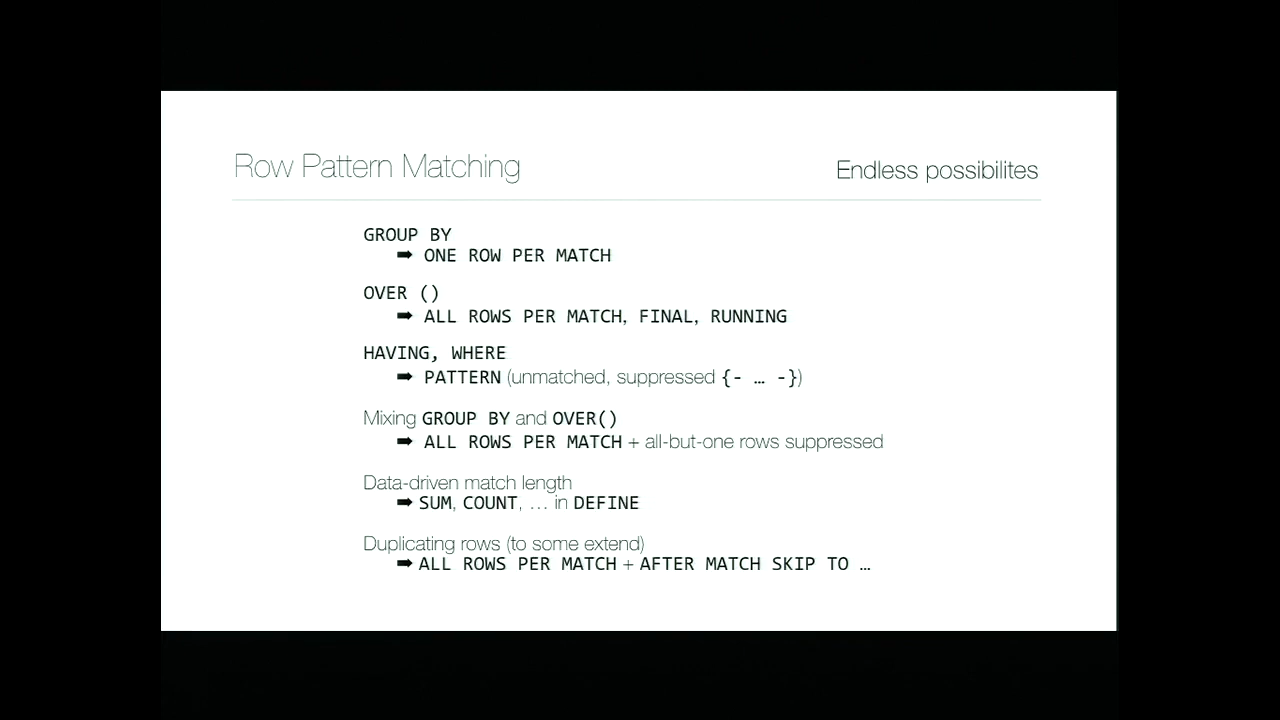 Row Pattern Matching
Endless possibilites
GROUP BY
➡ ONE ROW PER MATCH
OVER ()
➡ ALL ROWS PER MATCH, FINAL, RUNNING
HAVING, WHERE
➡ PATTERN (unmatched, suppressed {- … -})
Mixing GROUP BY and OVER()
➡ ALL ROWS PER MATCH + all-but-one rows suppressed
Data-driven match length
➡ SUM, COUNT, … in DEFINE
Duplicating rows (to some extend)
➡ ALL ROWS PER MATCH + AFTER MATCH SKIP TO …